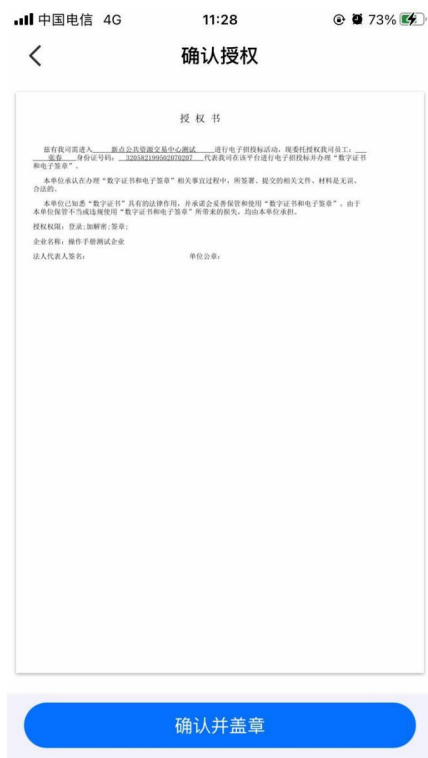 中国电信 4G 11:28 73%
确认授权
授 权 书
兹有我司需进入 新点公共资源交易中心测试 进行电子招投标活动，现委托授权我司员工：
张春 身份证号码： 320582199502070207 代表我司在该平台进行电子招投标并办理“数字证书
和电子签章”。
本单位承认在办理“数字证书和电子签章”相关事宜过程中，所签署、提交的相关文件、材料是无误、
合法的。
本单位已知悉“数字证书”具有的法律作用，并承诺会妥善保管和使用“数字证书和电子签章”。由于
本单位保管不当或违规使用“数字证书和电子签章”所带来的损失，均由本单位承担。
授权权限：登录;加解密;签章;
企业名称：操作手册测试企业
法人代表人签名： 单位公章：
确认并盖章